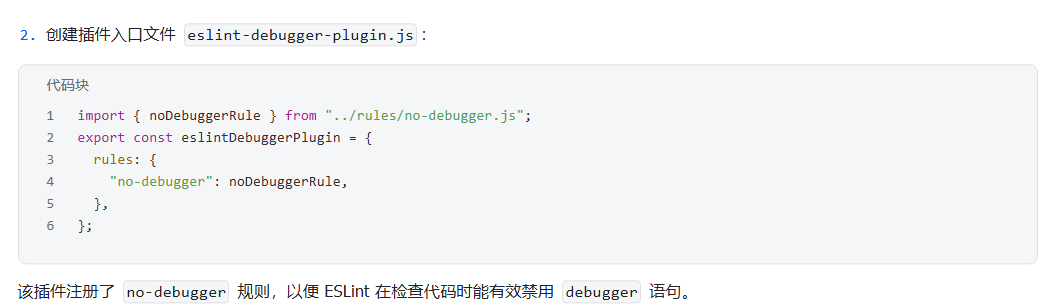 2. 创建插件入口文件 eslint-debugger-plugin.js：
代码块
1 import { noDebuggerRule } from "../rules/no-debugger.js";
2 export const eslintDebuggerPlugin = {
3   rules: {
4     "no-debugger": noDebuggerRule,
5   },
6 };
该插件注册了 no-debugger 规则，以便 ESLint 在检查代码时能有效禁用 debugger 语句。